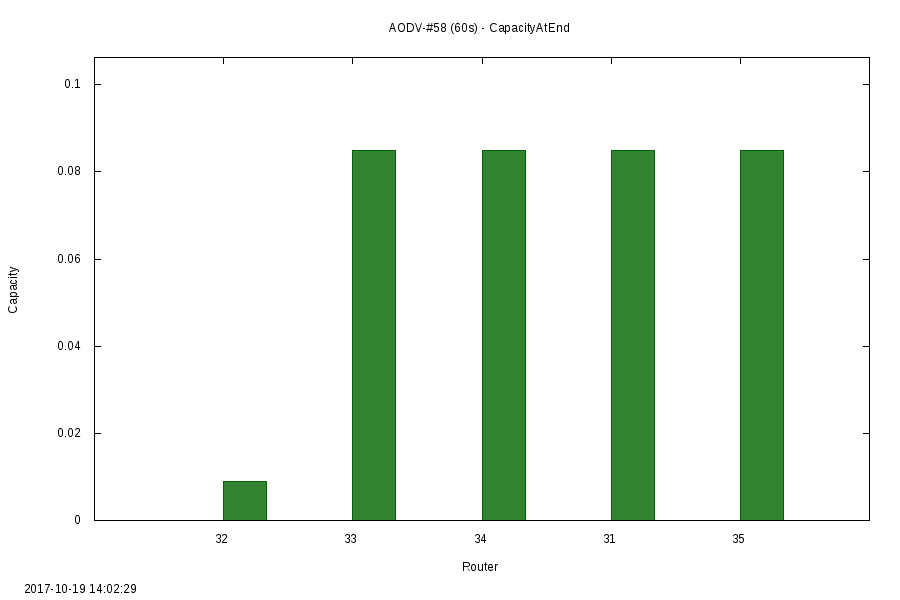 AODV-#58 (60s) - CapacityAtEnd
0.1
0.08
0.06
0.04
0.02
0
Capacity
32 33 34 31 35
Router
2017-10-19 14:02:29